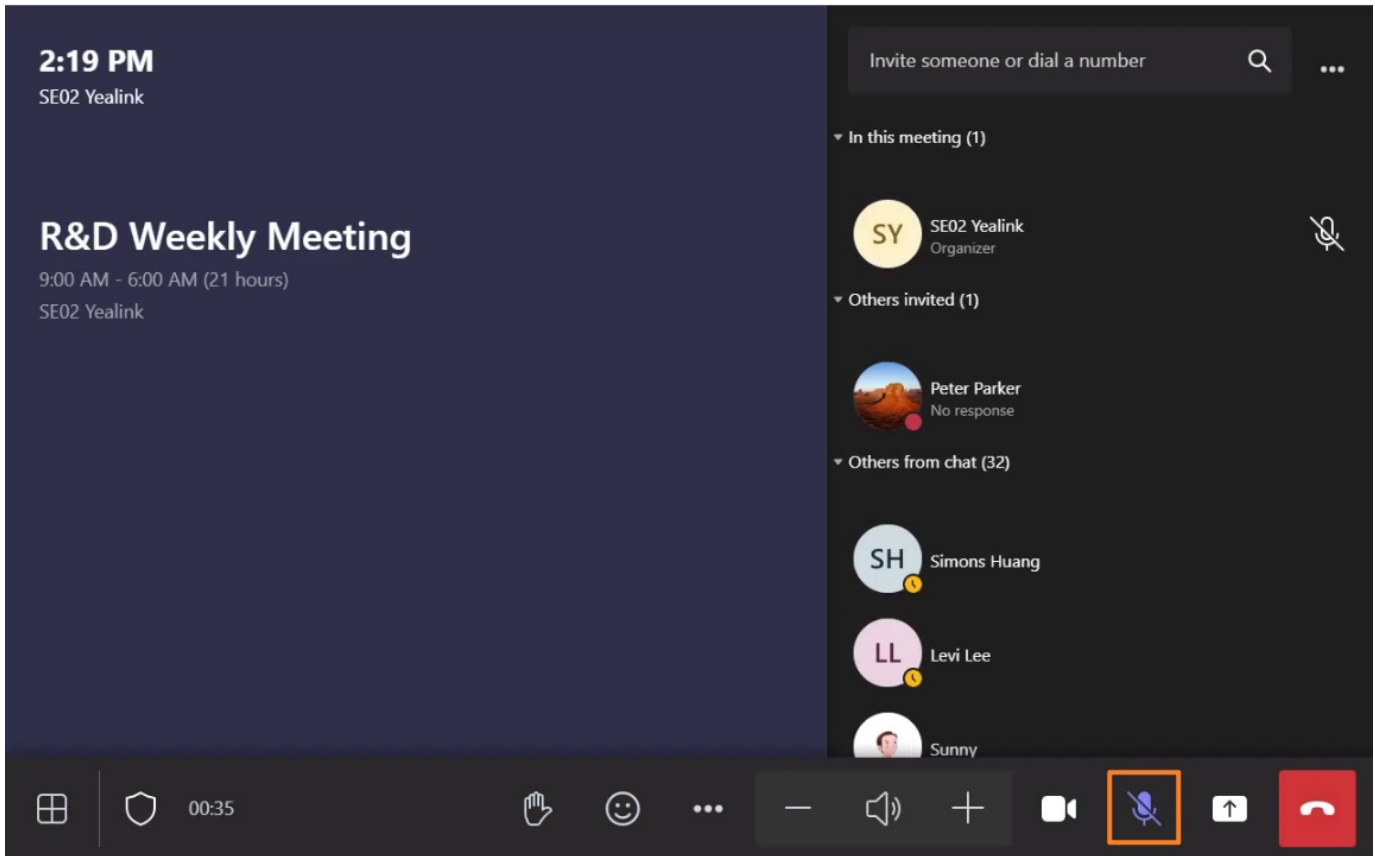 2:19 PM
SE02 Yealink
R&D Weekly Meeting
9:00 AM - 6:00 AM (21 hours)
SE02 Yealink
Invite someone or dial a number
In this meeting (1)
SY
SE02 Yealink
Organizer
Others invited (1)
Peter Parker
No response
Others from chat (32)
SH
Simons Huang
LL
Levi Lee
Sunny
00:35